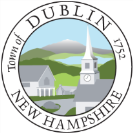 Town of DUBLIN 1752
NEW HAMPSHIRE